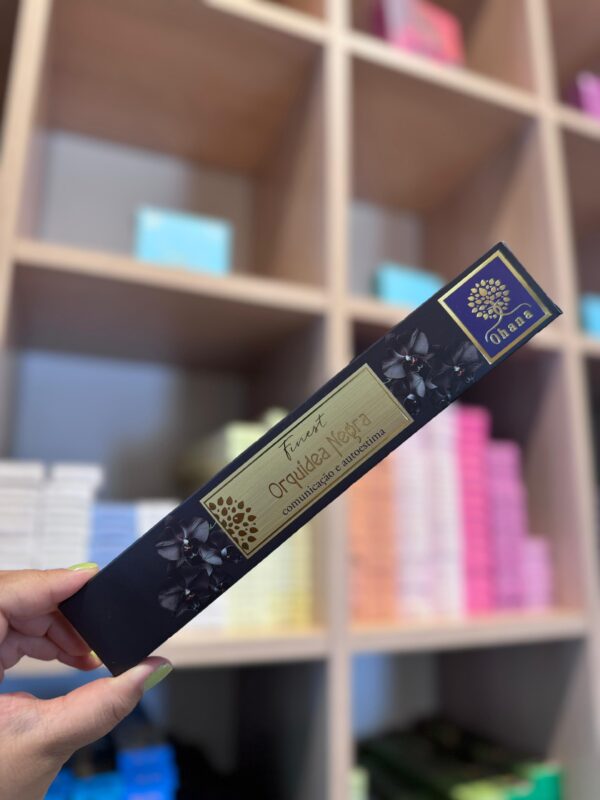 Finest
Orquídea Negra
comunicação e autoestima
Ohana